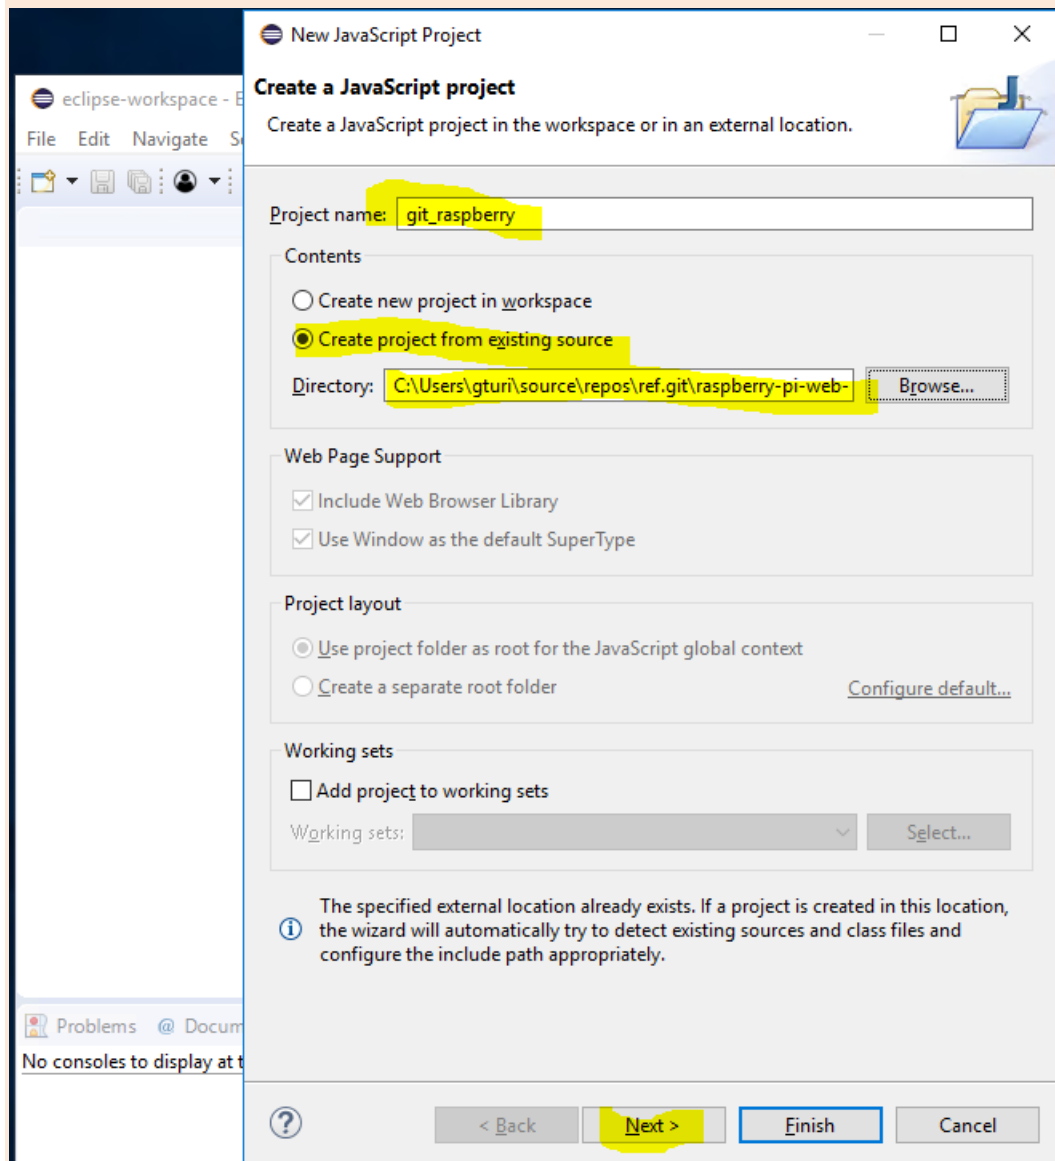 New JavaScript Project
eclipse-workspace - E
File Edit Navigate Se
Create a JavaScript project
Create a JavaScript project in the workspace or in an external location.
Project name: git_raspberry
Contents
Create new project in workspace
Create project from existing source
Directory: C:\Users\gturi\source\repos\ref.git\raspberry-pi-web- Browse...
Web Page Support
Include Web Browser Library
Use Window as the default SuperType
Project layout
Use project folder as root for the JavaScript global context
Create a separate root folder Configure default...
Working sets
Add project to working sets
Working sets: Select...
The specified external location already exists. If a project is created in this location,
the wizard will automatically try to detect existing sources and class files and
configure the include path appropriately.
Problems @ Docum
No consoles to display at t
? < Back Next > Finish Cancel